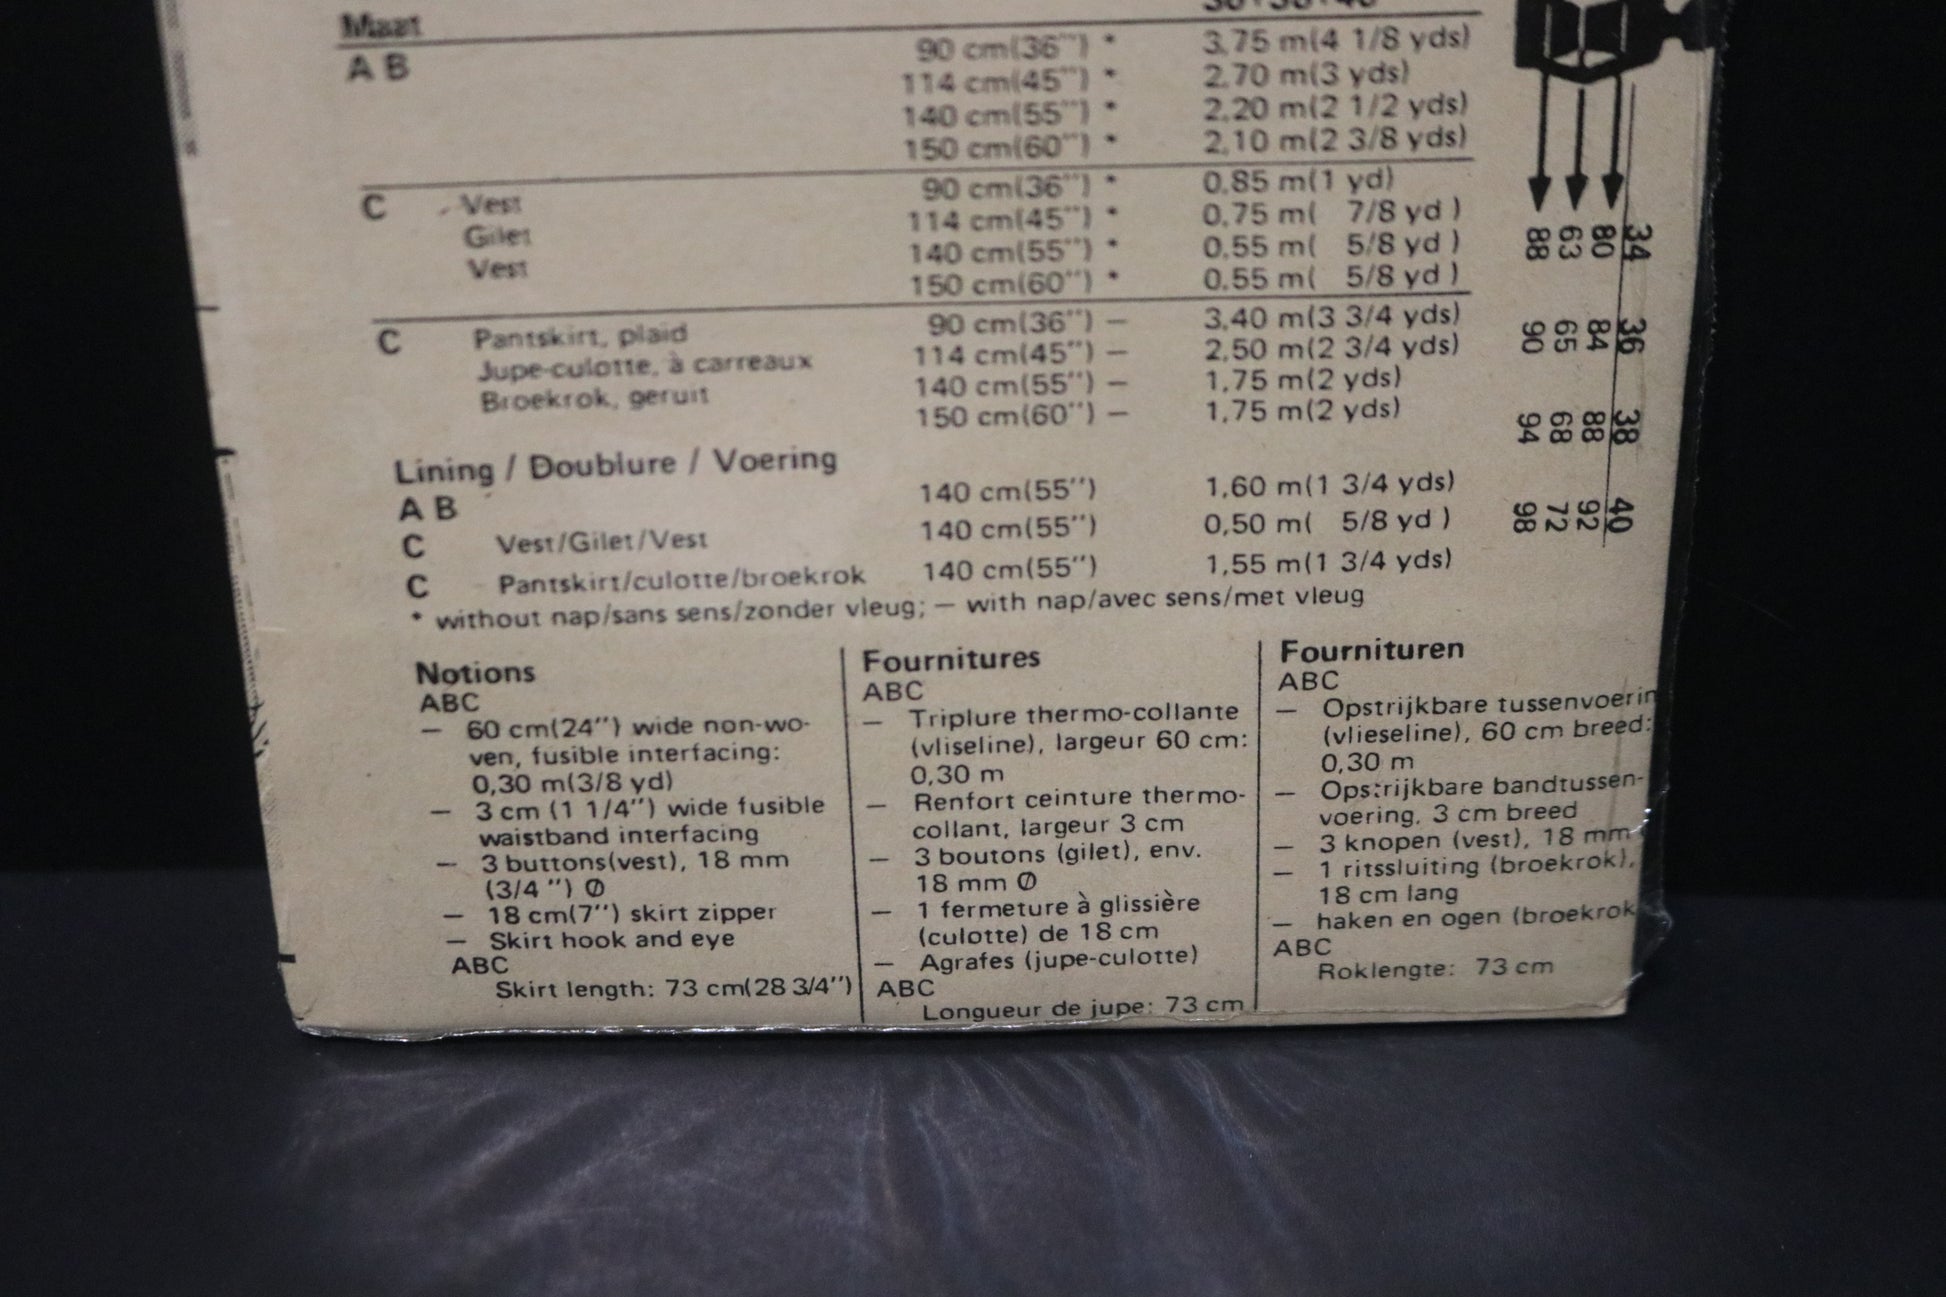 Maat
36+38+40
A B 90 cm(36'') * 3,75 m(4 1/8 yds)
114 cm(45'') * 2,70 m(3 yds)
140 cm(55'') * 2,20 m(2 1/2 yds)
150 cm(60'') * 2,10 m(2 3/8 yds)
C Vest 90 cm(36'') * 0,85 m(1 yd)
Gilet 114 cm(45'') * 0,75 m( 7/8 yd )
Vest 140 cm(55'') * 0,55 m( 5/8 yd )
150 cm(60'') * 0,55 m( 5/8 yd )
C Pantskirt, plaid 90 cm(36'') — 3,40 m(3 3/4 yds)
Jupe-culotte, à carreaux 114 cm(45'') — 2,50 m(2 3/4 yds)
Broekrok, geruit 140 cm(55'') — 1,75 m(2 yds)
150 cm(60'') — 1,75 m(2 yds)
Lining / Doublure / Voering
A B 140 cm(55'') 1,60 m(1 3/4 yds)
C Vest/Gilet/Vest 140 cm(55'') 0,50 m( 5/8 yd )
C Pantskirt/culotte/broekrok 140 cm(55'') 1,55 m(1 3/4 yds)
* without nap/sans sens/zonder vleug; — with nap/avec sens/met vleug
34 36 38 40
80 84 88 92
63 65 68 72
88 90 94 98
Notions
ABC
— 60 cm(24'') wide non-wo-
ven, fusible interfacing:
0,30 m(3/8 yd)
— 3 cm (1 1/4'') wide fusible
waistband interfacing
— 3 buttons(vest), 18 mm
(3/4 '') Ø
— 18 cm(7'') skirt zipper
— Skirt hook and eye
ABC
Skirt length: 73 cm(28 3/4'')
Fournitures
ABC
— Triplure thermo-collante
(vliseline), largeur 60 cm:
0,30 m
— Renfort ceinture thermo-
collant, largeur 3 cm
— 3 boutons (gilet), env.
18 mm Ø
— 1 fermeture à glissière
(culotte) de 18 cm
— Agrafes (jupe-culotte)
ABC
Longueur de jupe: 73 cm
Fournituren
ABC
— Opstrijkbare tussenvoerin
(vlieseline), 60 cm breed:
0,30 m
— Opstrijkbare bandtussen-
voering, 3 cm breed
— 3 knopen (vest), 18 mm
— 1 ritssluiting (broekrok),
18 cm lang
— haken en ogen (broekrok
ABC
Roklengte: 73 cm